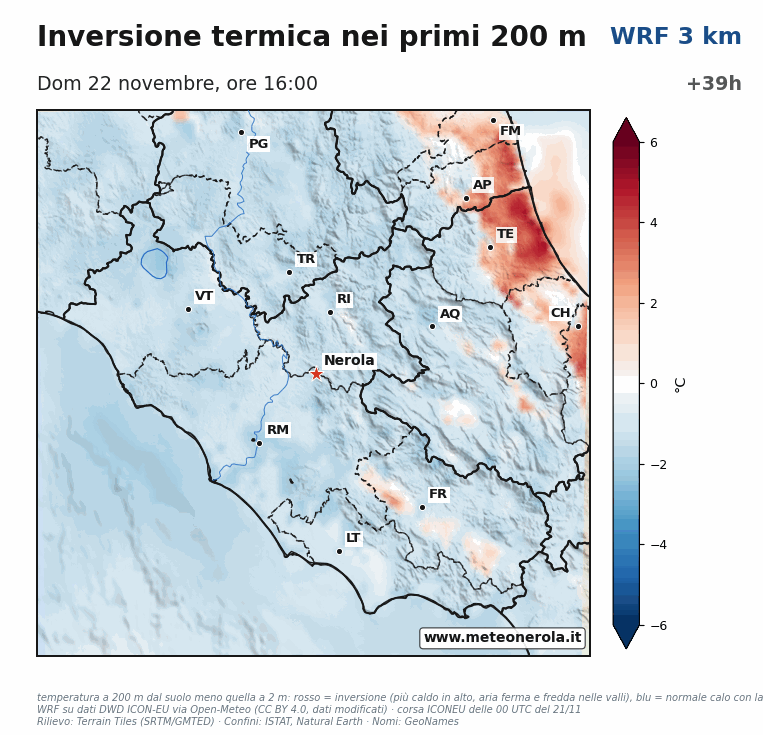 Inversione termica nei primi 200 m
WRF 3 km
Dom 22 novembre, ore 16:00
+39h
FM
PG
AP
TE
TR
VT
RI
AQ
CH
Nerola
RM
FR
LT
www.meteonerola.it
6
4
2
0
−2
−4
−6
°C
temperatura a 200 m dal suolo meno quella a 2 m: rosso = inversione (più caldo in alto, aria ferma e fredda nelle valli), blu = normale calo con la
WRF su dati DWD ICON-EU via Open-Meteo (CC BY 4.0, dati modificati) · corsa ICONEU delle 00 UTC del 21/11
Rilievo: Terrain Tiles (SRTM/GMTED) · Confini: ISTAT, Natural Earth · Nomi: GeoNames